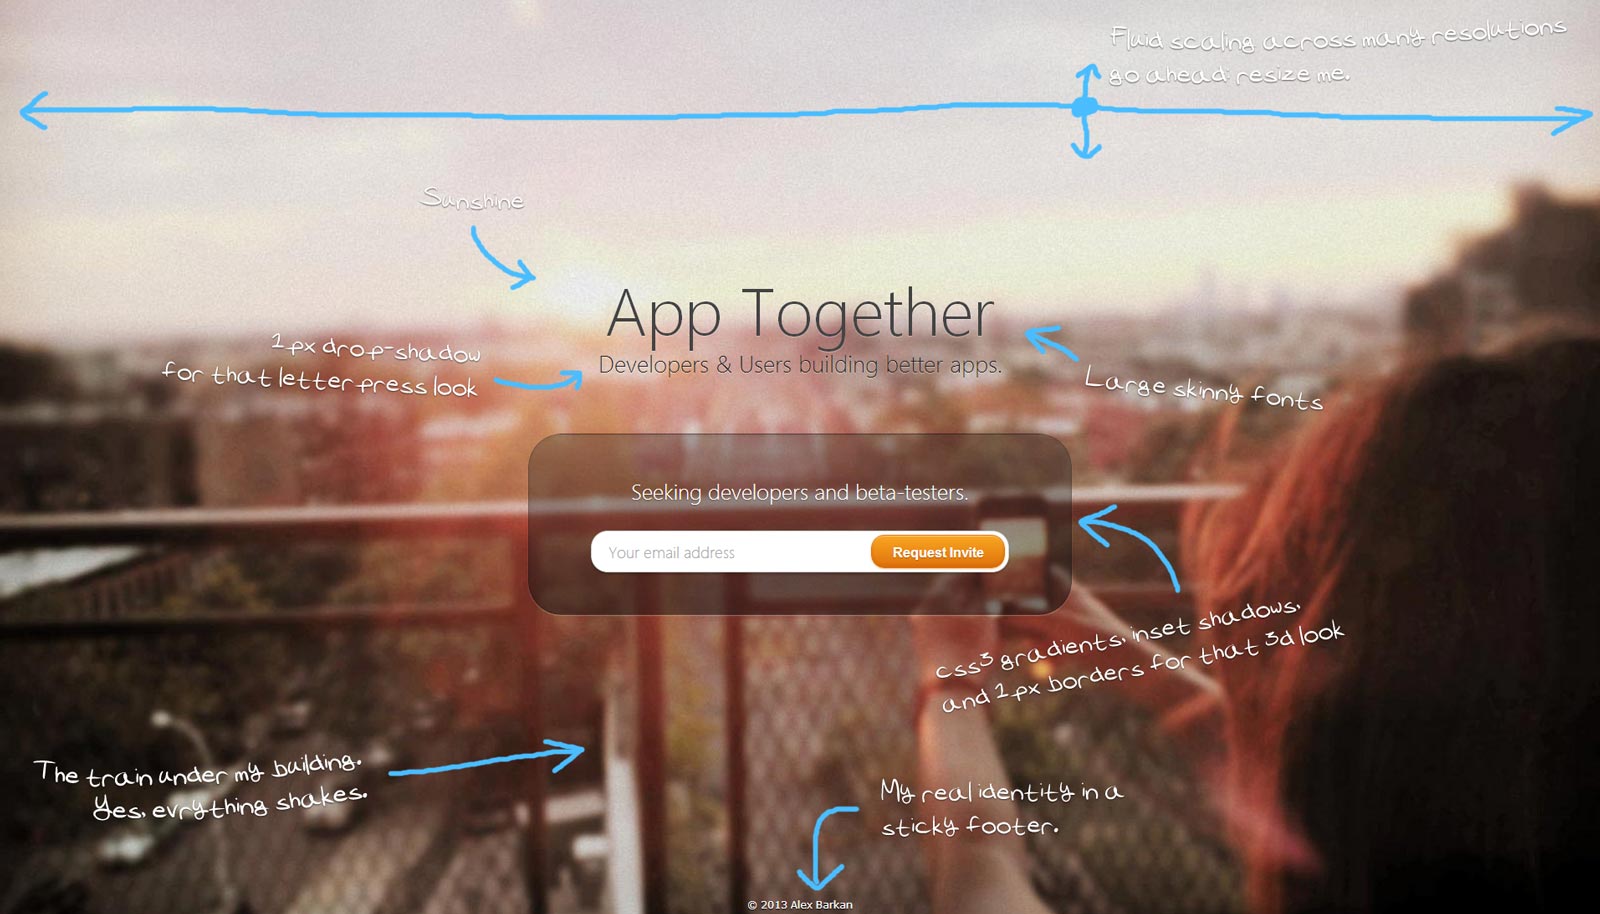 Fluid scaling across many resolutions
go ahead: resize me.
Sunshine
App Together
Developers & Users building better apps.
1px drop-shadow
for that letterpress look
Large skinny fonts
Seeking developers and beta-testers.
Your email address
Request Invite
css3 gradients, inset shadows,
and 1px borders for that 3d look
The train under my building.
Yes, evrything shakes.
My real identity in a
sticky footer.
© 2013 Alex Barkan